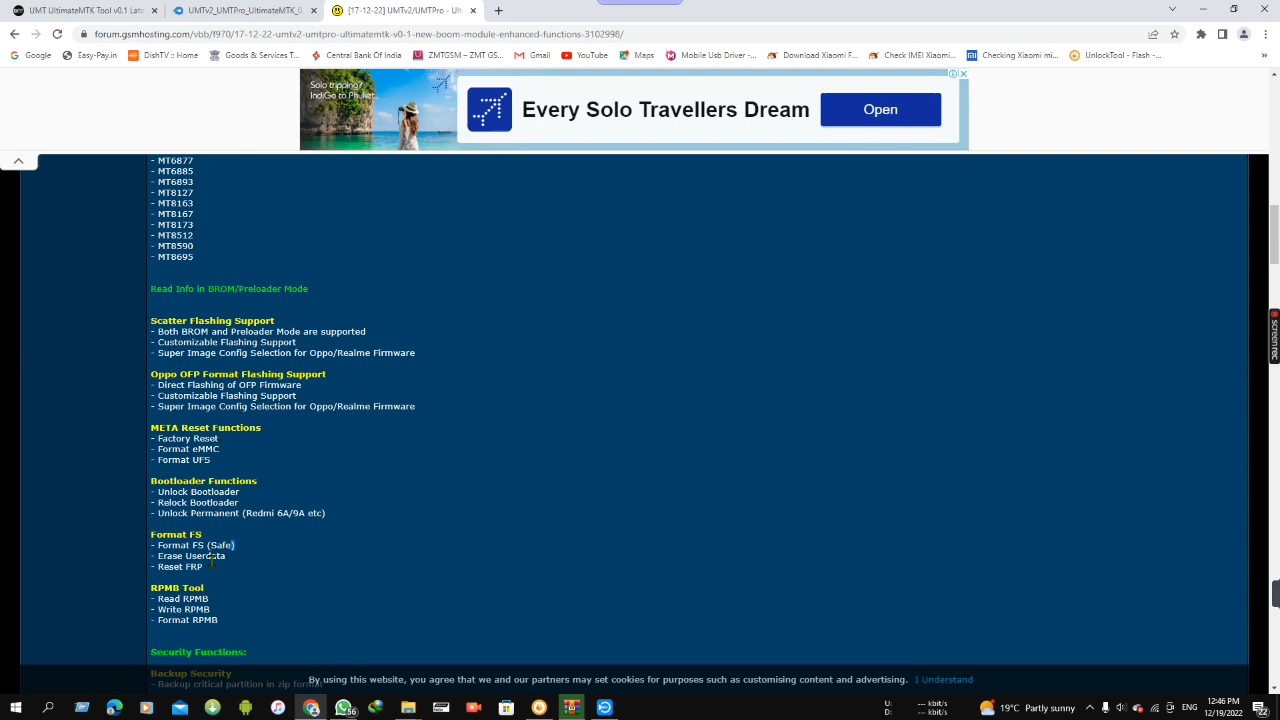 UMT UltimateMTK Tool v0.1 Late
UMTv2_UMTPro_UltimateMTK_0.
[17-12-22] UMTv2/UMTPro - Ult
forum.gsmhosting.com/vbb/f970/17-12-22-umtv2-umtpro-ultimatemtk-v0-1-new-boom-module-enhanced-functions-3102998/
Google
Easy-Pay.in
DishTV :: Home
Goods & Services T...
Central Bank Of India
ZMTGSM – ZMT GS...
Gmail
YouTube
Maps
Mobile Usb Driver -...
Download Xiaomi F...
Check IMEI Xiaomi...
Checking Xiaomi mi...
UnlockTool - Flash -...
»
Solo tripping?
IndiGo to Phuket.
Every Solo Travellers Dream
Open
- MT6877
- MT6885
- MT6893
- MT8127
- MT8163
- MT8167
- MT8173
- MT8512
- MT8590
- MT8695
Read Info in BROM/Preloader Mode
Scatter Flashing Support
- Both BROM and Preloader Mode are supported
- Customizable Flashing Support
- Super Image Config Selection for Oppo/Realme Firmware
Oppo OFP Format Flashing Support
- Direct Flashing of OFP Firmware
- Customizable Flashing Support
- Super Image Config Selection for Oppo/Realme Firmware
META Reset Functions
- Factory Reset
- Format eMMC
- Format UFS
Bootloader Functions
- Unlock Bootloader
- Relock Bootloader
- Unlock Permanent (Redmi 6A/9A etc)
Format FS
- Format FS (Safe)
- Erase Userdata
- Reset FRP
RPMB Tool
- Read RPMB
- Write RPMB
- Format RPMB
Security Functions:
Backup Security
- Backup critical partition in zip format
By using this website, you agree that we and our partners may set cookies for purposes such as customising content and advertising. I Understand
screenrec
56
19°C Partly sunny
U: --- kbit/s
D: --- kbit/s
ENG
12:46 PM
12/19/2022